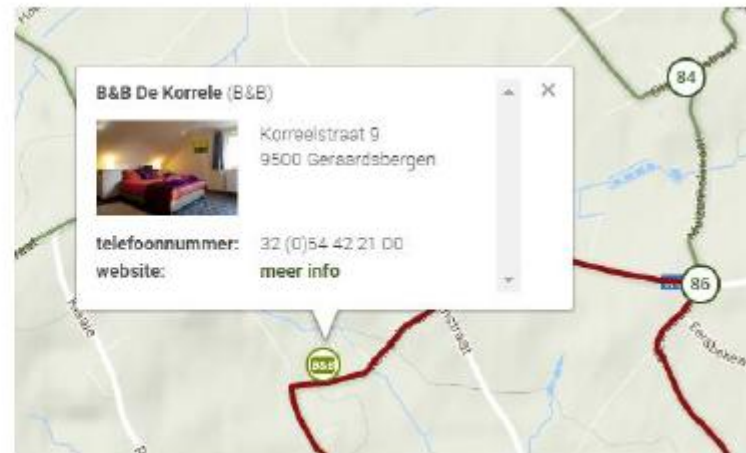 B&B De Korrele (B&B)
Korreelstraat 9
9500 Geraardsbergen
telefoonnummer: 32 (0)54 42 21 00
website: meer info
84
86
B&B